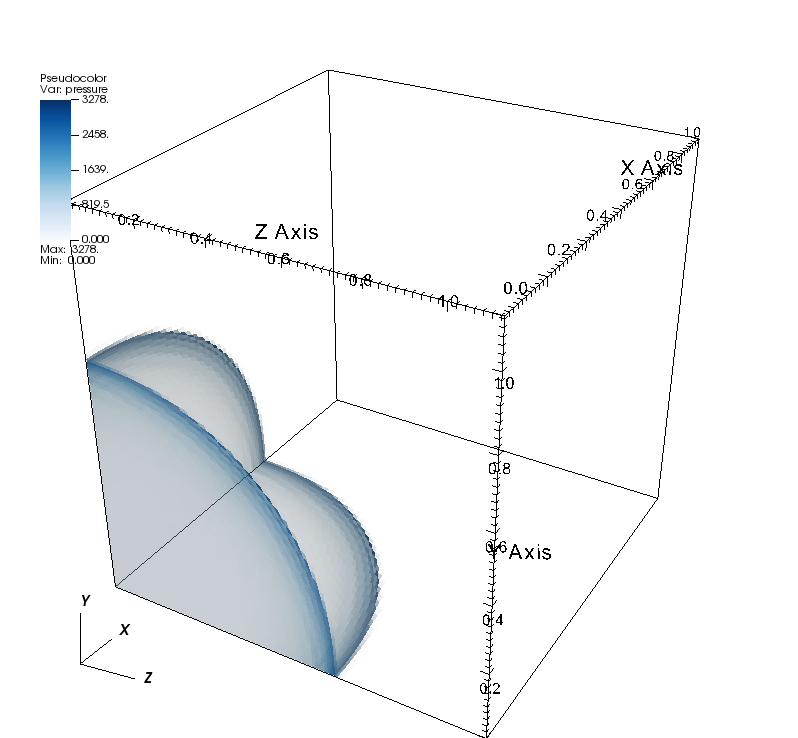 Pseudocolor
Var: pressure
3278.
2458.
1639.
819.5
0.000
Max: 3278.
Min: 0.000
1.0
0.8
X Axis
0.6
0.4
0.2
0.0
0.2
0.4
Z Axis
0.6
0.8
1.0
1.0
0.8
0.6
Y Axis
0.4
0.2
Y
X
Z